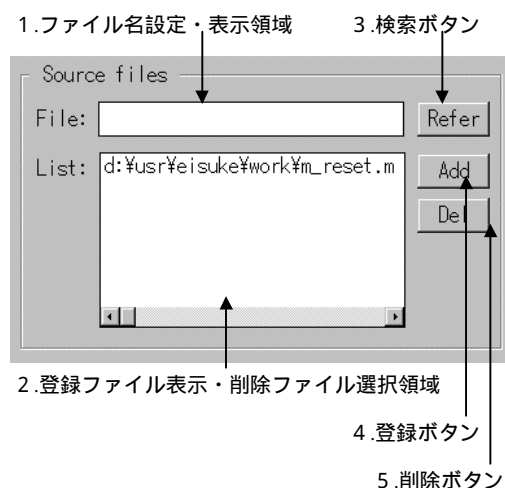 1.ファイル名設定・表示領域 3.検索ボタン
Source files
File: Refer
List: d:¥usr¥eisuke¥work¥m_reset.m Add
Del
2.登録ファイル表示・削除ファイル選択領域
4.登録ボタン
5.削除ボタン